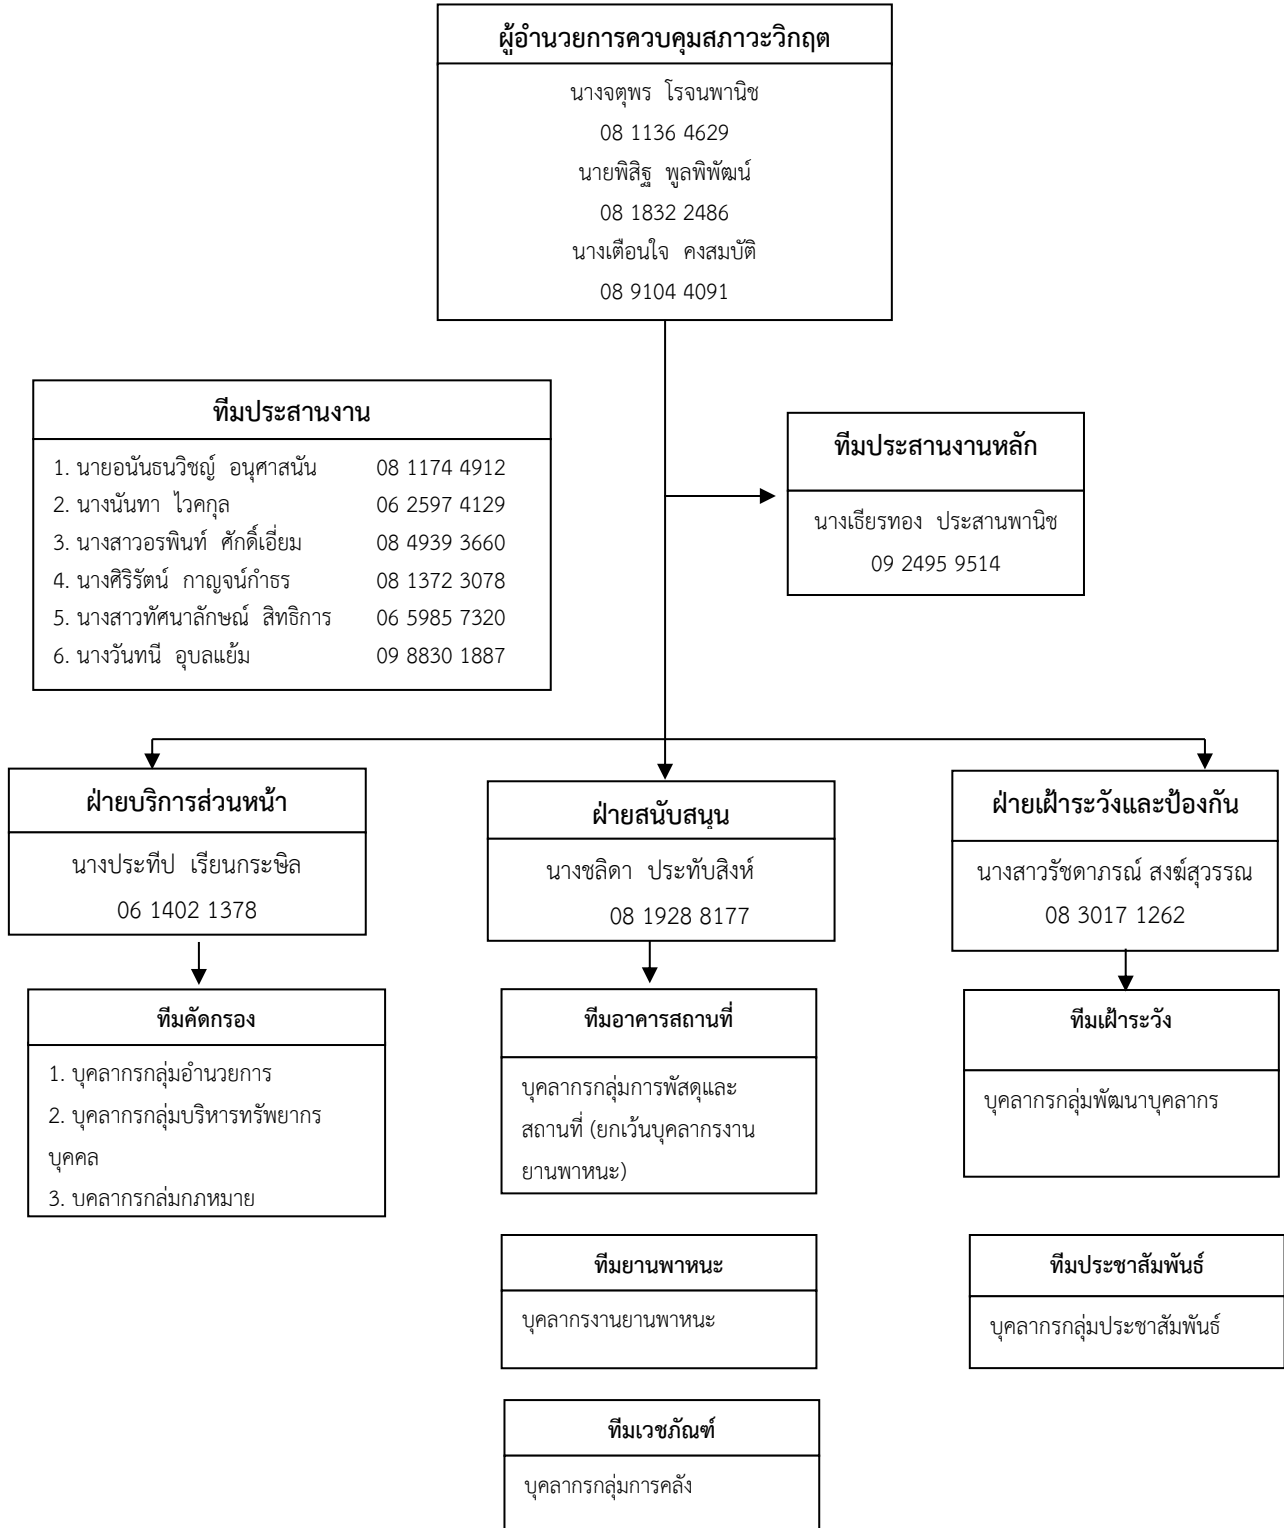 ผู้อำนวยการควบคุมสภาวะวิกฤต
นางจตุพร โรจนพานิช
08 1136 4629
นายพิสิฐ พูลพิพัฒน์
08 1832 2486
นางเตือนใจ คงสมบัติ
08 9104 4091
ทีมประสานงาน
1. นายอนันธนวิชญ์ อนุศาสนัน 08 1174 4912
2. นางนันทา ไวคกุล 06 2597 4129
3. นางสาวอรพินท์ ศักดิ์เอี่ยม 08 4939 3660
4. นางศิริรัตน์ กาญจน์กำธร 08 1372 3078
5. นางสาวทัศนาลักษณ์ สิทธิการ 06 5985 7320
6. นางวันทนี อุบลแย้ม 09 8830 1887
ทีมประสานงานหลัก
นางเธียรทอง ประสานพานิช
09 2495 9514
ฝ่ายบริการส่วนหน้า
นางประทีป เรียนกระษิล
06 1402 1378
ฝ่ายสนับสนุน
นางชลิดา ประทับสิงห์
08 1928 8177
ฝ่ายเฝ้าระวังและป้องกัน
นางสาวรัชดาภรณ์ สงฆ์สุวรรณ
08 3017 1262
ทีมคัดกรอง
1. บุคลากรกลุ่มอำนวยการ
2. บุคลากรกลุ่มบริหารทรัพยากร
บุคคล
3. บุคลากรกลุ่มกฎหมาย
ทีมอาคารสถานที่
บุคลากรกลุ่มการพัสดุและ
สถานที่ (ยกเว้นบุคลากรงาน
ยานพาหนะ)
ทีมเฝ้าระวัง
บุคลากรกลุ่มพัฒนาบุคลากร
ทีมยานพาหนะ
บุคลากรงานยานพาหนะ
ทีมประชาสัมพันธ์
บุคลากรกลุ่มประชาสัมพันธ์
ทีมเวชภัณฑ์
บุคลากรกลุ่มการคลัง